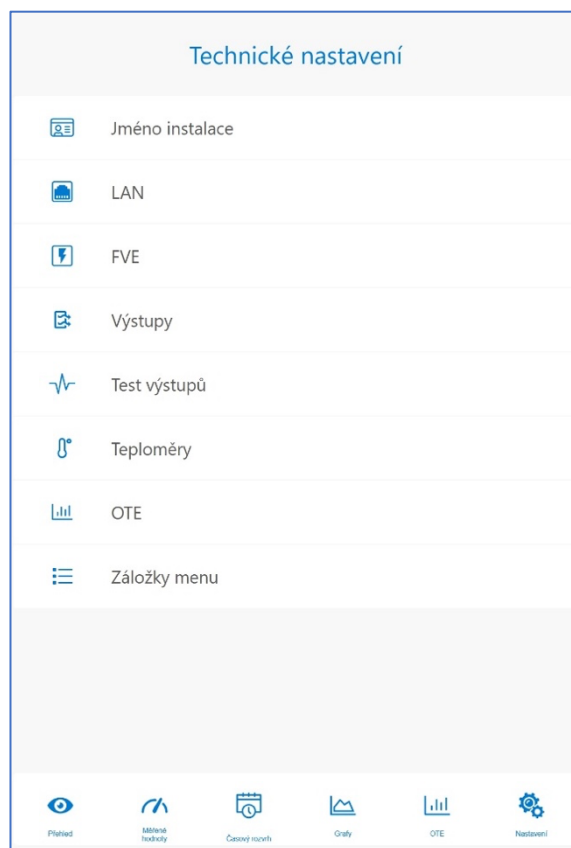 Technické nastavení
Jméno instalace
LAN
FVE
Výstupy
Test výstupů
Teploměry
OTE
Záložky menu
Přehled
Měřené
hodnoty
Časový rozvrh
Grafy
OTE
Nastavení